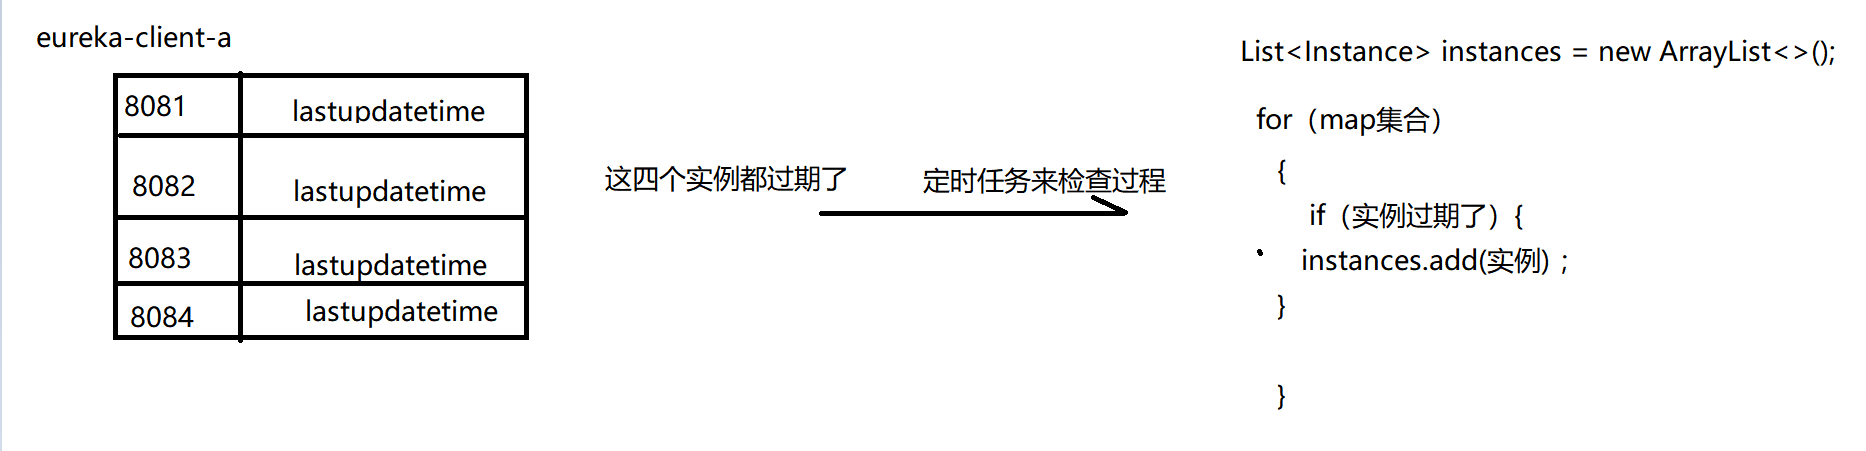 eureka-client-a
8081 lastupdatetime
8082 lastupdatetime
8083 lastupdatetime
8084 lastupdatetime
这四个实例都过期了
定时任务来检查过程
List<Instance> instances = new ArrayList<>();
for（map集合）
{
if（实例过期了）{
instances.add(实例)；
}
}